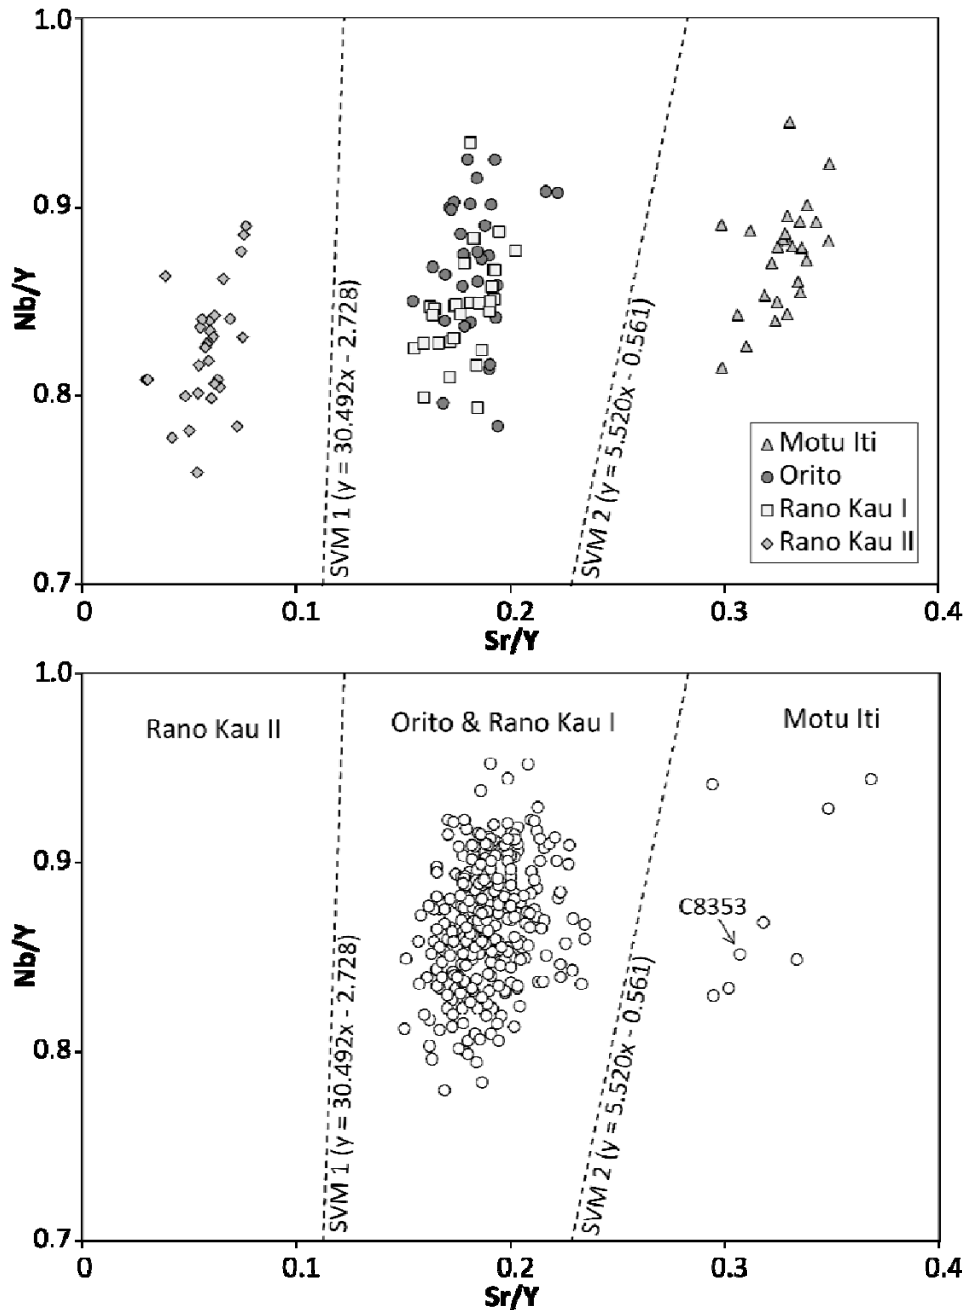 1.0
0.9
0.8
0.7
Nb/Y
SVM 1 (y = 30.492x - 2.728)
SVM 2 (y = 5.520x - 0.561)
Motu Iti
Orito
Rano Kau I
Rano Kau II
0 0.1 0.2 0.3 0.4
Sr/Y
1.0
0.9
0.8
0.7
Nb/Y
Rano Kau II
Orito & Rano Kau I
Motu Iti
C8353
SVM 1 (y = 30.492x - 2.728)
SVM 2 (y = 5.520x - 0.561)
0 0.1 0.2 0.3 0.4
Sr/Y